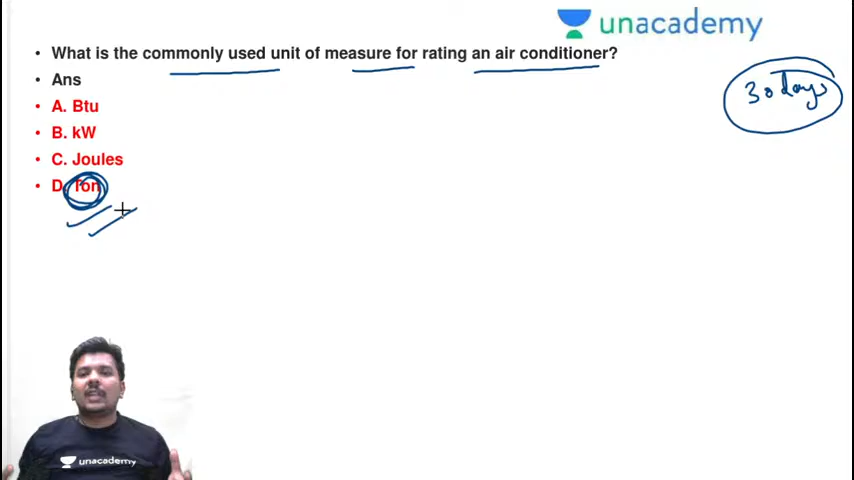 unacademy
• What is the commonly used unit of measure for rating an air conditioner?
• Ans
30 days
• A. Btu
• B. kW
• C. Joules
• D. Ton
unacademy